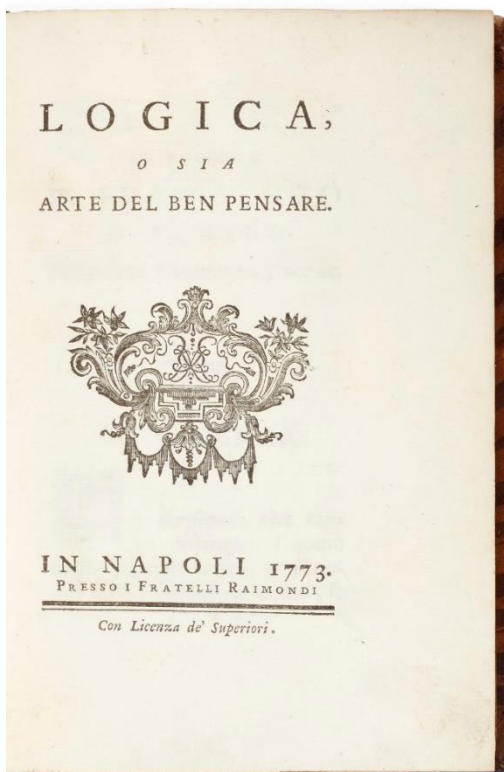 LOGICA,
O SIA
ARTE DEL BEN PENSARE.
IN NAPOLI 1773.
PRESSO I FRATELLI RAIMONDI
Con Licenza de' Superiori.